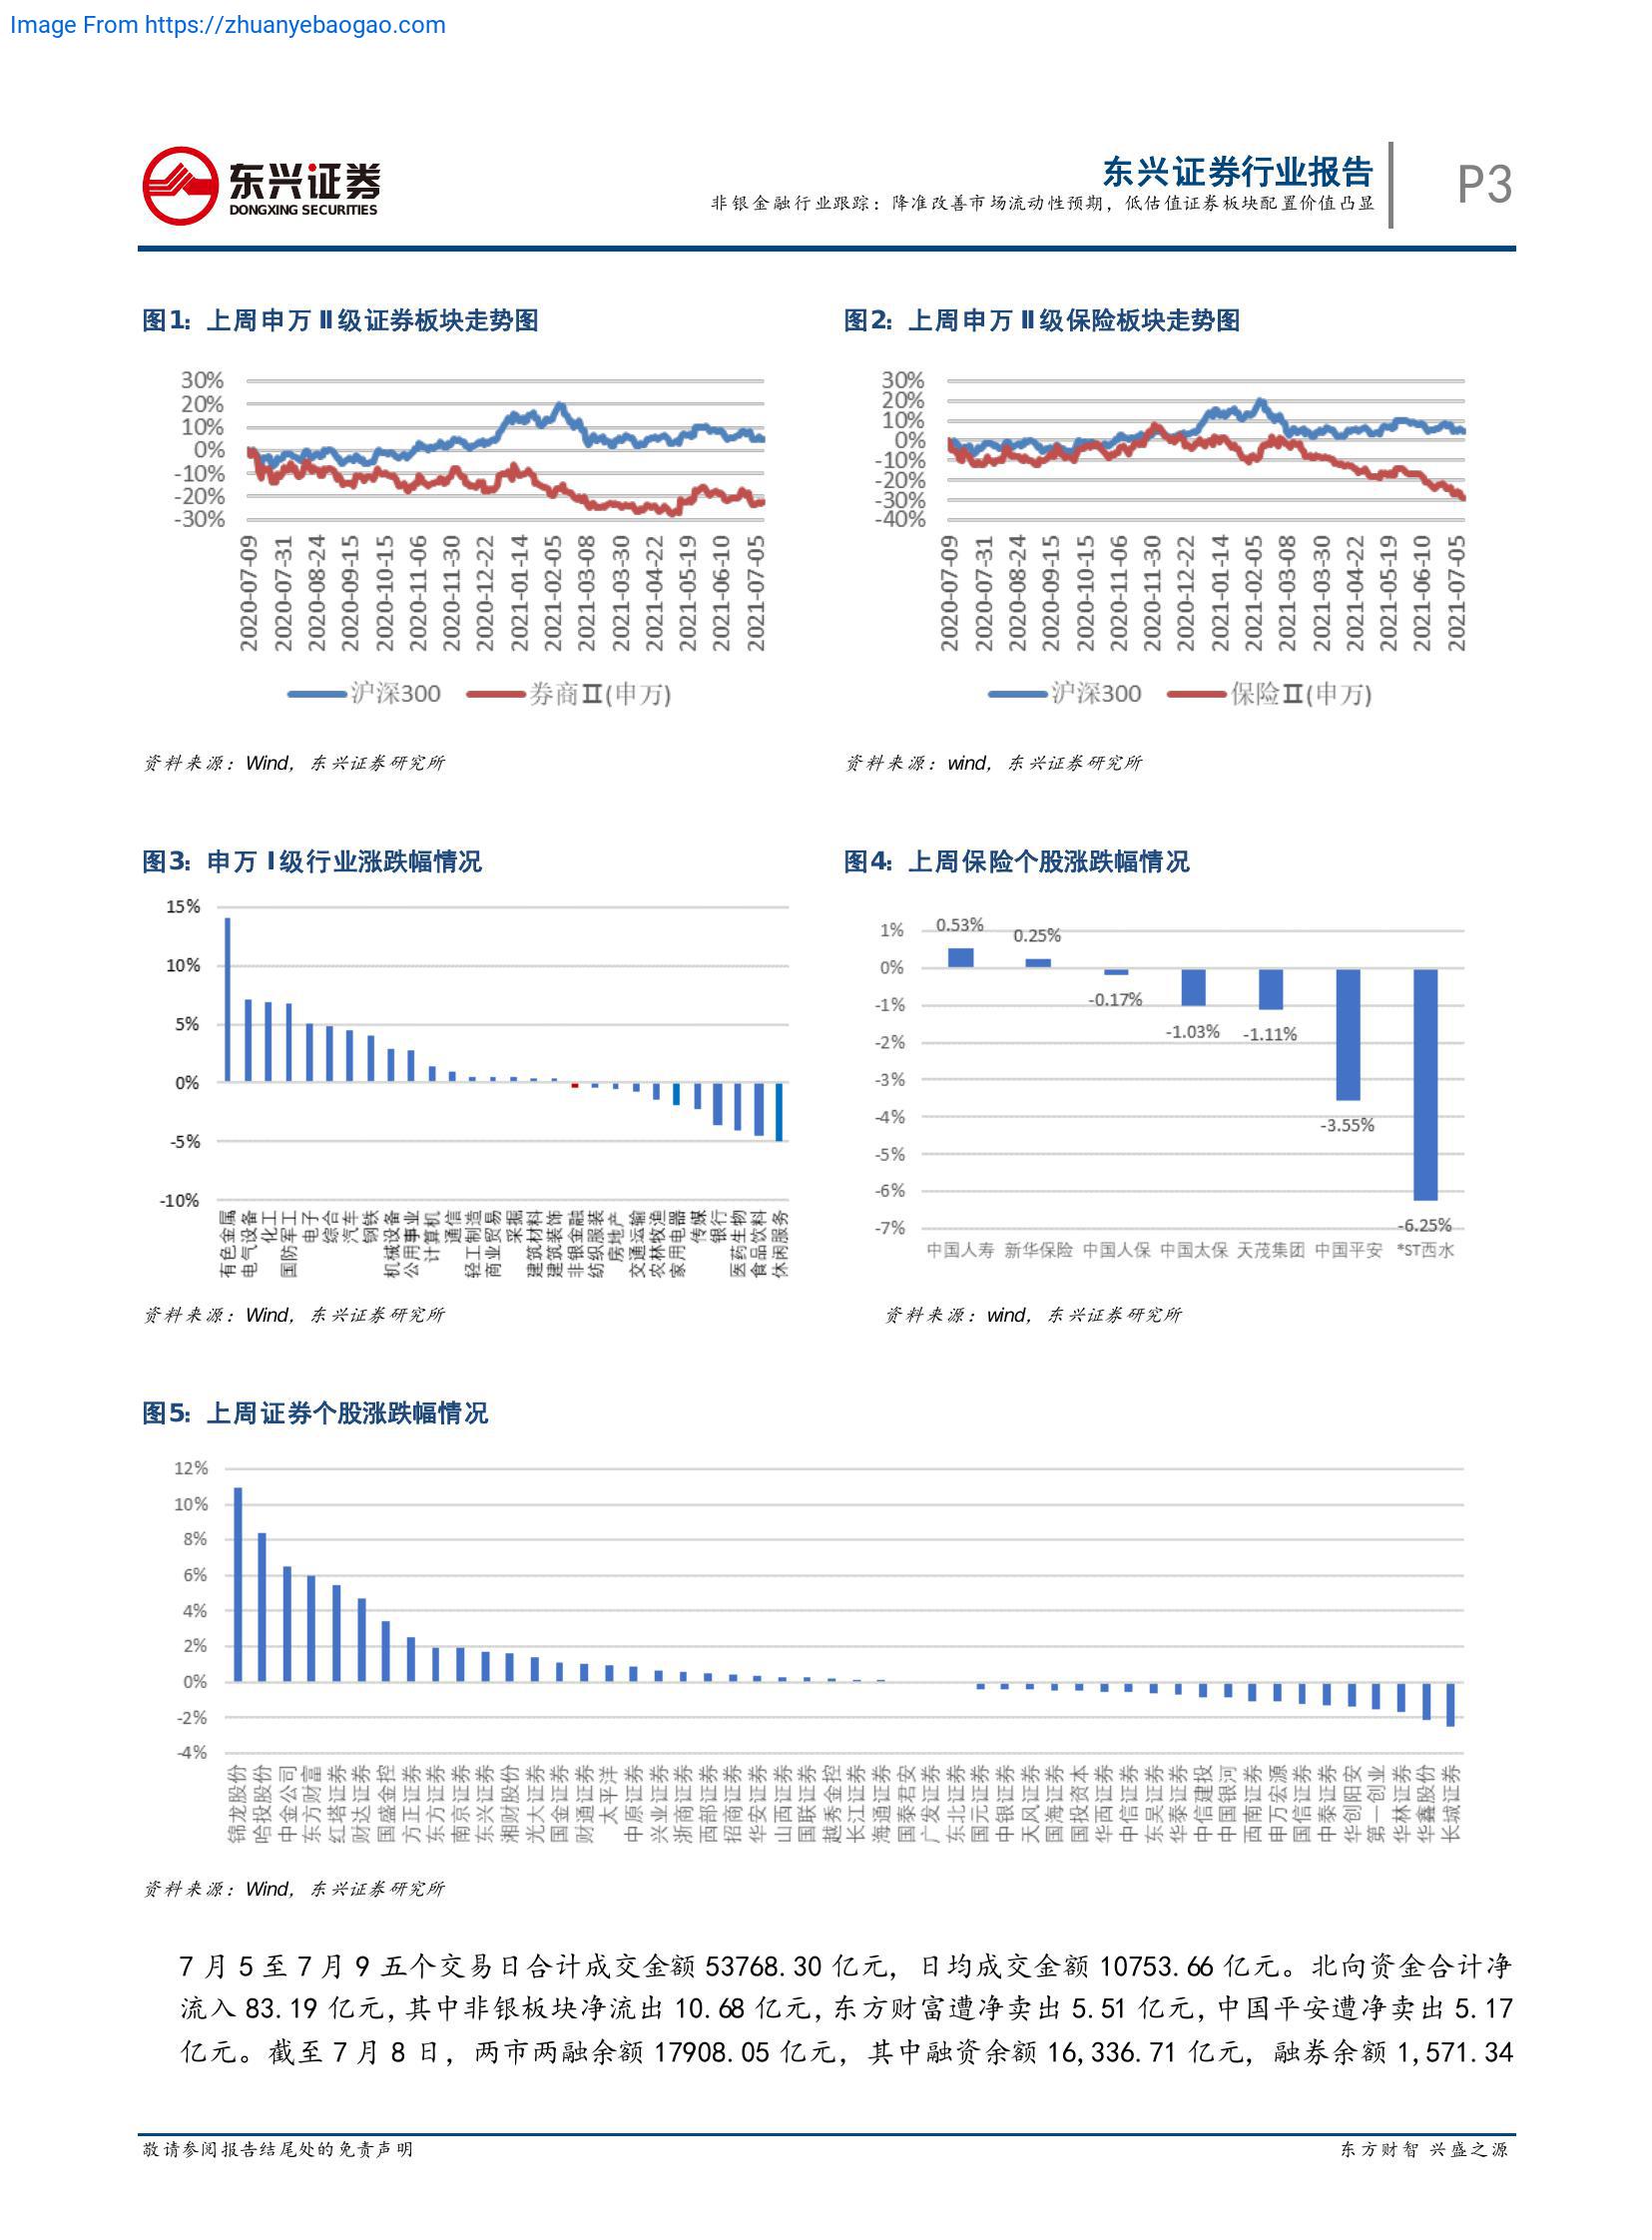 Image From https://zhuanyebaogao.com
东兴证券
DONGXING SECURITIES
东兴证券行业报告
非银金融行业跟踪：降准改善市场流动性预期，低估值证券板块配置价值凸显
P3
图1：上周申万 II 级证券板块走势图
30%
20%
10%
0%
-10%
-20%
-30%
2020-07-09
2020-07-31
2020-08-24
2020-09-15
2020-10-15
2020-11-06
2020-11-30
2020-12-22
2021-01-14
2021-02-05
2021-03-08
2021-03-30
2021-04-22
2021-05-19
2021-06-10
2021-07-05
沪深300 券商Ⅱ(申万)
资料来源：Wind，东兴证券研究所
图2：上周申万 II 级保险板块走势图
30%
20%
10%
0%
-10%
-20%
-30%
-40%
2020-07-09
2020-07-31
2020-08-24
2020-09-15
2020-10-15
2020-11-06
2020-11-30
2020-12-22
2021-01-14
2021-02-05
2021-03-08
2021-03-30
2021-04-22
2021-05-19
2021-06-10
2021-07-05
沪深300 保险Ⅱ(申万)
资料来源：wind，东兴证券研究所
图3：申万 I 级行业涨跌幅情况
15%
10%
5%
0%
-5%
-10%
有色金属
电气设备
化工
国防军工
电子
综合
汽车
钢铁
机械设备
公用事业
计算机
通信
轻工制造
商业贸易
采掘
建筑材料
建筑装饰
非银金融
纺织服装
房地产
交通运输
农林牧渔
家用电器
传媒
银行
医药生物
食品饮料
休闲服务
资料来源：Wind，东兴证券研究所
图4：上周保险个股涨跌幅情况
1%
0%
-1%
-2%
-3%
-4%
-5%
-6%
-7%
0.53%
0.25%
-0.17%
-1.03%
-1.11%
-3.55%
-6.25%
中国人寿 新华保险 中国人保 中国太保 天茂集团 中国平安 *ST西水
资料来源：wind，东兴证券研究所
图5：上周证券个股涨跌幅情况
12%
10%
8%
6%
4%
2%
0%
-2%
-4%
锦龙股份
哈投股份
中金公司
东方财富
红塔证券
财达证券
国盛金控
方正证券
东方证券
南京证券
东兴证券
湘财股份
光大证券
国金证券
财通证券
太平洋
中原证券
兴业证券
浙商证券
西部证券
招商证券
华安证券
山西证券
国联证券
越秀金控
长江证券
海通证券
国泰君安
广发证券
东北证券
国元证券
中银证券
天风证券
国海证券
国投资本
华西证券
中信证券
东吴证券
华泰证券
中信建投
中国银河
西南证券
申万宏源
国信证券
中泰证券
华创阳安
第一创业
华林证券
华鑫股份
长城证券
资料来源：Wind，东兴证券研究所
7 月 5 至 7 月 9 五个交易日合计成交金额 53768.30 亿元，日均成交金额 10753.66 亿元。北向资金合计净
流入 83.19 亿元,其中非银板块净流出 10.68 亿元,东方财富遭净卖出 5.51 亿元,中国平安遭净卖出 5.17
亿元。截至 7 月 8 日，两市两融余额 17908.05 亿元，其中融资余额 16,336.71 亿元，融券余额 1,571.34
敬请参阅报告结尾处的免责声明
东方财智 兴盛之源